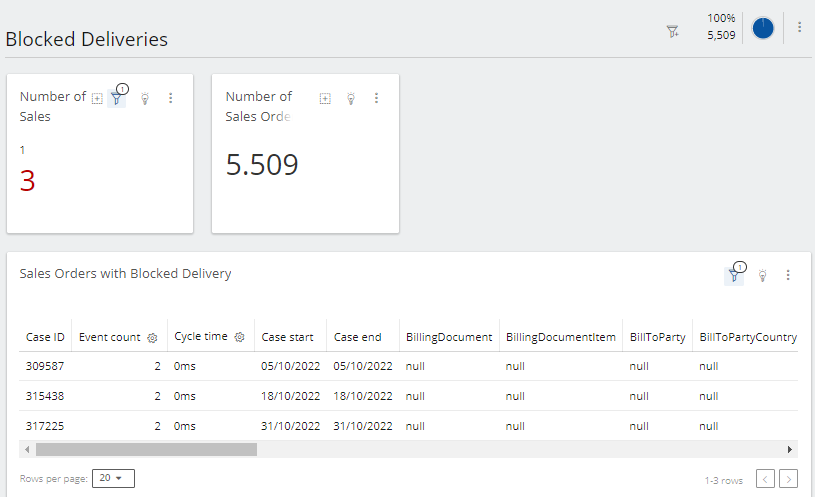 Blocked Deliveries
100%
5,509
Number of
Sales
1
1
3
Number of
Sales Orde
5.509
Sales Orders with Blocked Delivery
1
Case ID Event count Cycle time Case start Case end BillingDocument BillingDocumentItem BillToParty BillToPartyCountry
309587 2 0ms 05/10/2022 05/10/2022 null null null null
315438 2 0ms 18/10/2022 18/10/2022 null null null null
317225 2 0ms 31/10/2022 31/10/2022 null null null null
Rows per page: 20
1-3 rows